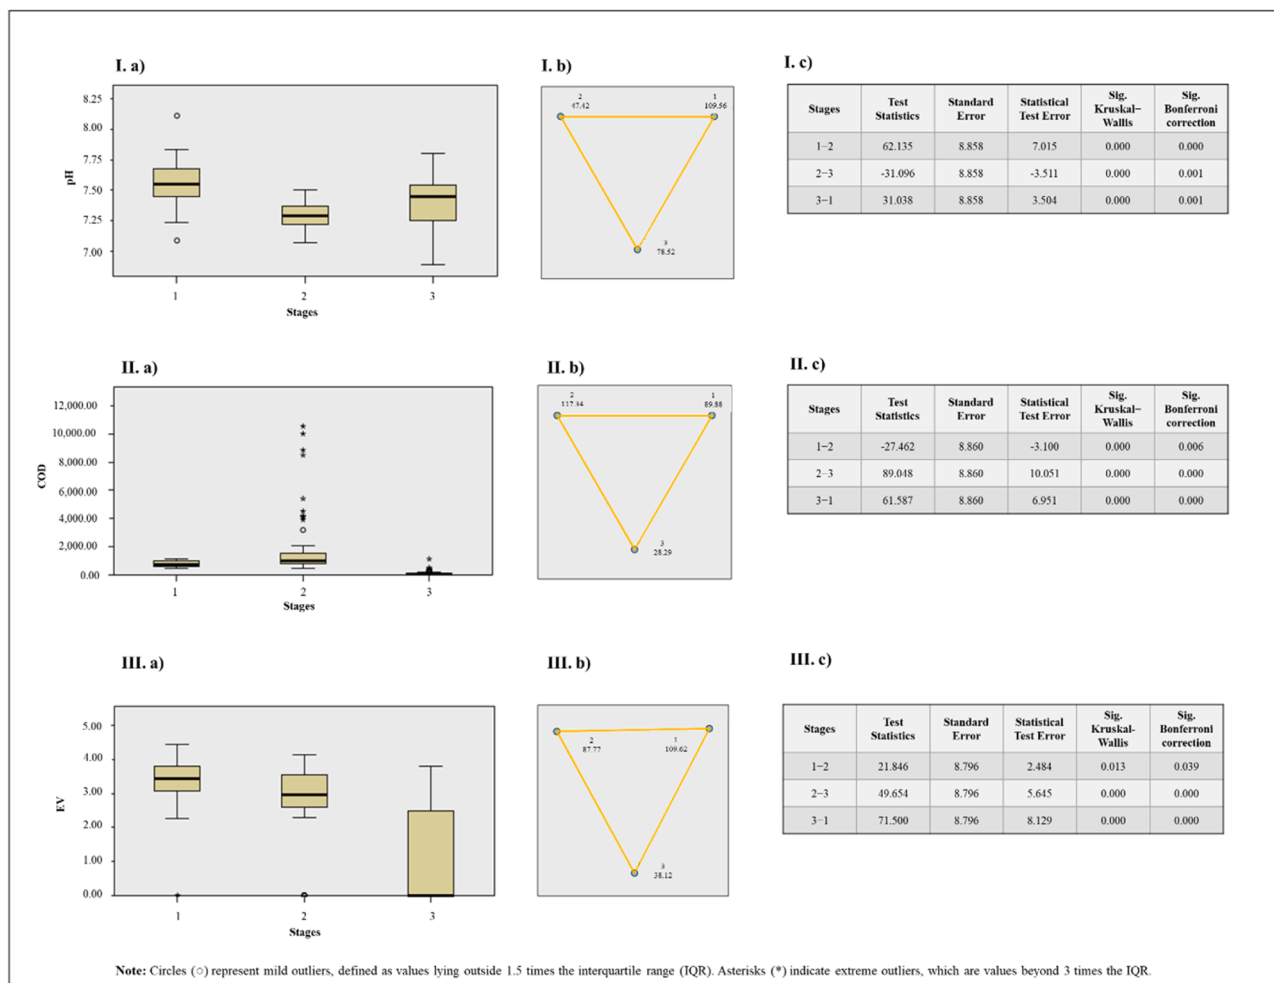 I. a)
I. b)
I. c)
8.25
8.00
7.75
7.50
7.25
7.00
pH
1
2
3
Stages
2
47.42
1
109.56
3
78.52
Stages Test Statistics Standard Error Statistical Test Error Sig. Kruskal–Wallis Sig. Bonferroni correction
1–2 62.135 8.858 7.015 0.000 0.000
2–3 -31.096 8.858 -3.511 0.000 0.001
3–1 31.038 8.858 3.504 0.000 0.001
II. a)
II. b)
II. c)
12,000.00
10,000.00
8,000.00
6,000.00
4,000.00
2,000.00
0.00
COD
1
2
3
Stages
2
117.34
1
89.88
3
28.29
Stages Test Statistics Standard Error Statistical Test Error Sig. Kruskal–Wallis Sig. Bonferroni correction
1–2 -27.462 8.860 -3.100 0.000 0.006
2–3 89.048 8.860 10.051 0.000 0.000
3–1 61.587 8.860 6.951 0.000 0.000
III. a)
III. b)
III. c)
5.00
4.00
3.00
2.00
1.00
0.00
EV
1
2
3
Stages
2
87.77
1
109.62
3
38.12
Stages Test Statistics Standard Error Statistical Test Error Sig. Kruskal-Wallis Sig. Bonferroni correction
1–2 21.846 8.796 2.484 0.013 0.039
2–3 49.654 8.796 5.645 0.000 0.000
3–1 71.500 8.796 8.129 0.000 0.000
Note: Circles (○) represent mild outliers, defined as values lying outside 1.5 times the interquartile range (IQR). Asterisks (*) indicate extreme outliers, which are values beyond 3 times the IQR.